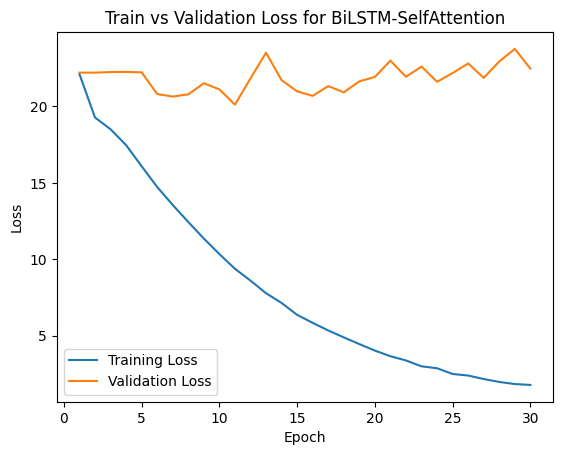 Train vs Validation Loss for BiLSTM-SelfAttention
20
15
10
5
Loss
Training Loss
Validation Loss
0 5 10 15 20 25 30
Epoch